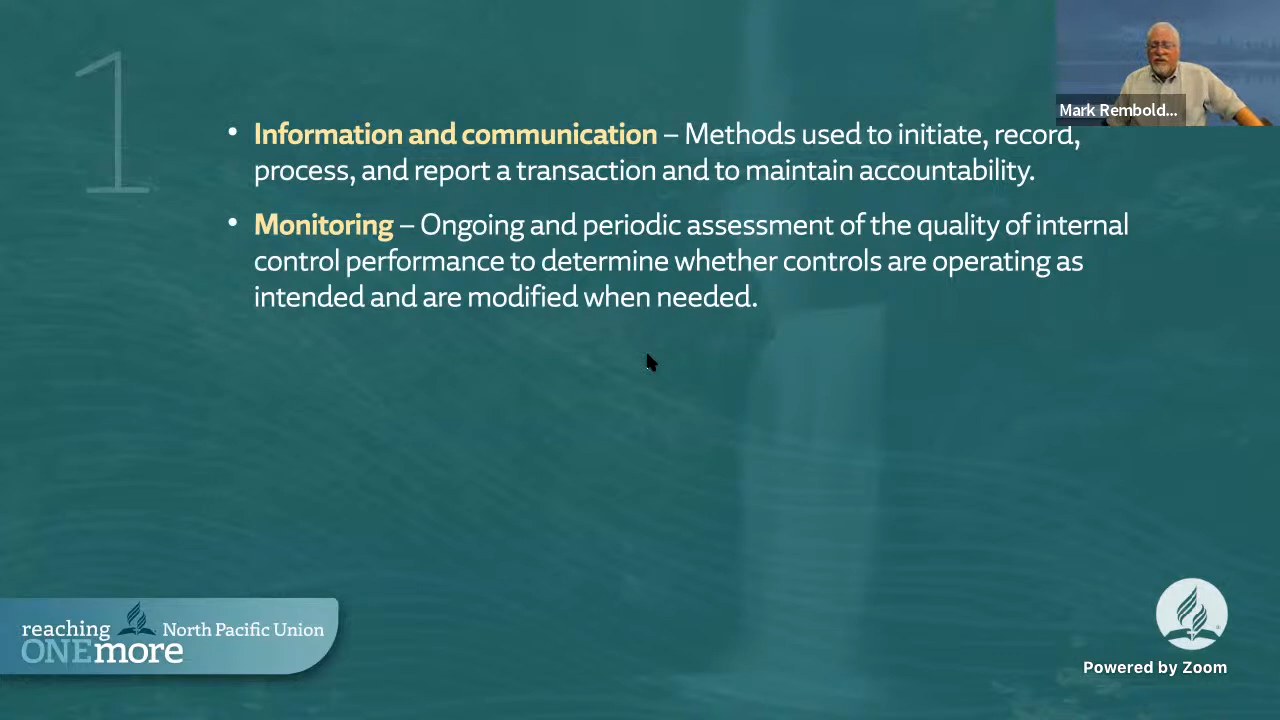 1
Mark Rembold...
• Information and communication – Methods used to initiate, record,
process, and report a transaction and to maintain accountability.
• Monitoring – Ongoing and periodic assessment of the quality of internal
control performance to determine whether controls are operating as
intended and are modified when needed.
reaching
ONEmore
North Pacific Union
Powered by Zoom